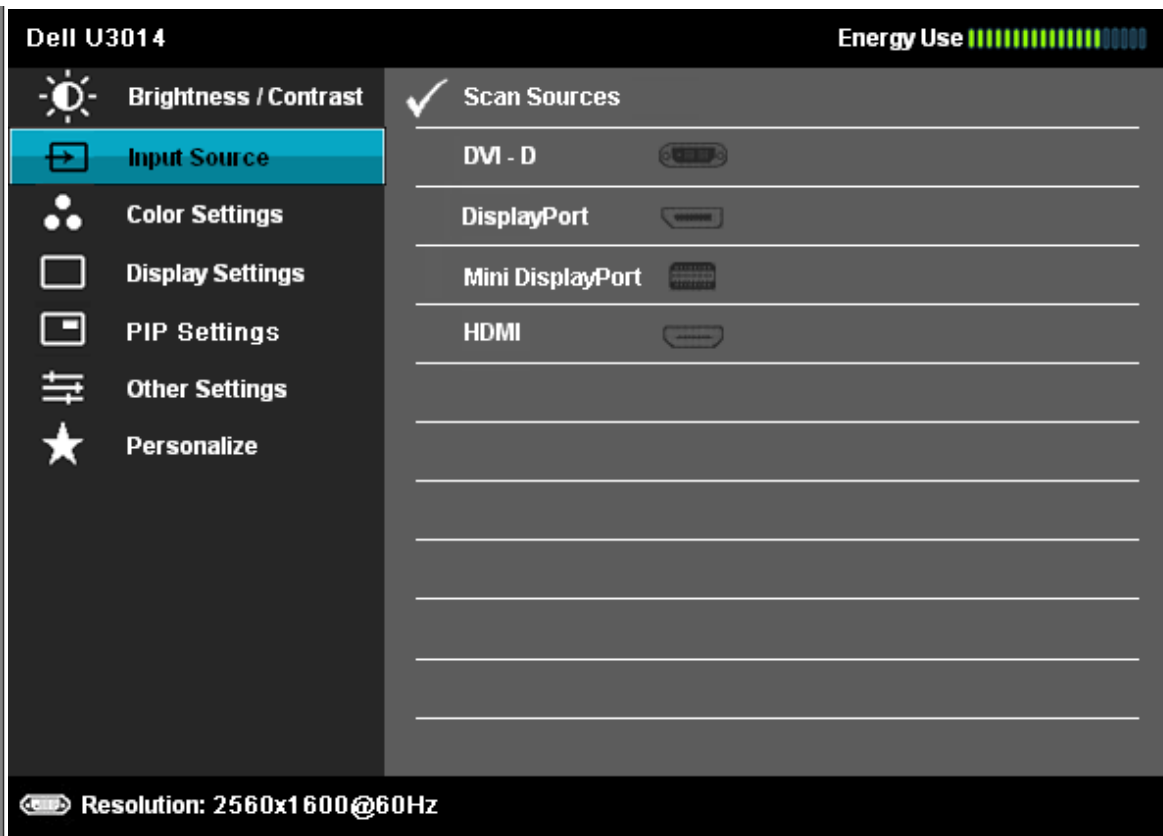 Dell U3014
Energy Use
Brightness / Contrast
Input Source
Color Settings
Display Settings
PIP Settings
Other Settings
Personalize
Scan Sources
DVI - D
DisplayPort
Mini DisplayPort
HDMI
Resolution: 2560x1600@60Hz